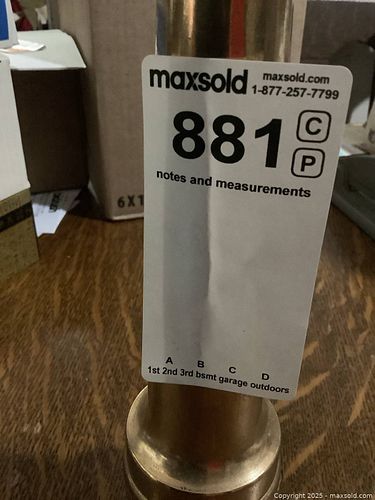 maxsold maxsold.com
1-877-257-7799
881 C
P
notes and measurements
6X1
A B C D
1st 2nd 3rd bsmt garage outdoors
Copyright 2025 - maxsold.com